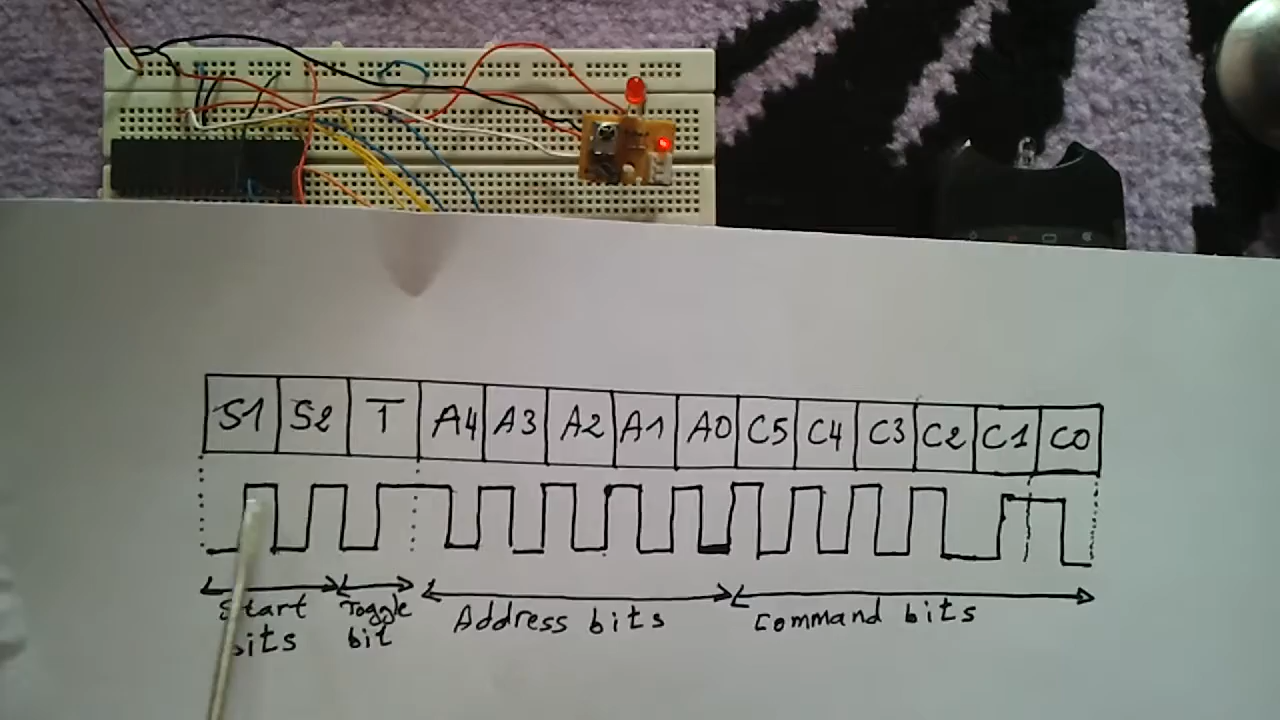 S1 S2 T A4 A3 A2 A1 A0 C5 C4 C3 C2 C1 C0
Start bits
Toggle bit
Address bits
Command bits